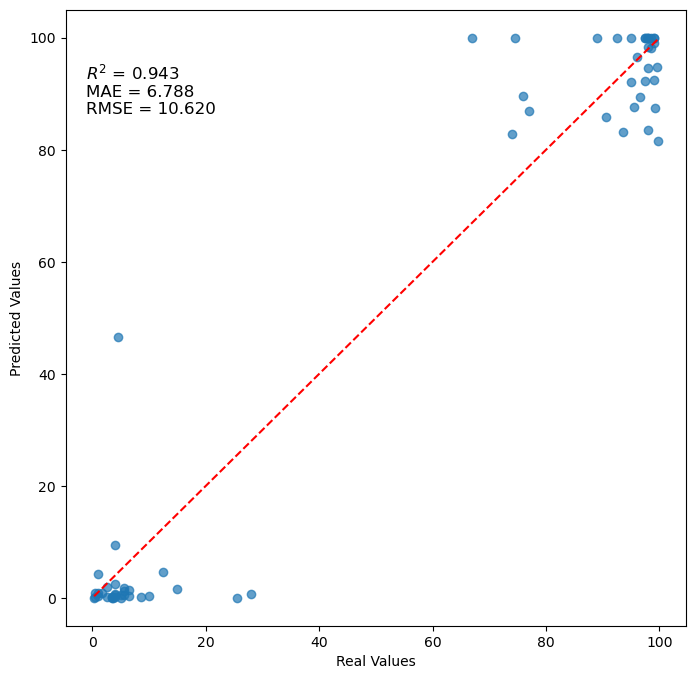 R² = 0.943
MAE = 6.788
RMSE = 10.620
100
80
60
40
20
0
Predicted Values
0 20 40 60 80 100
Real Values